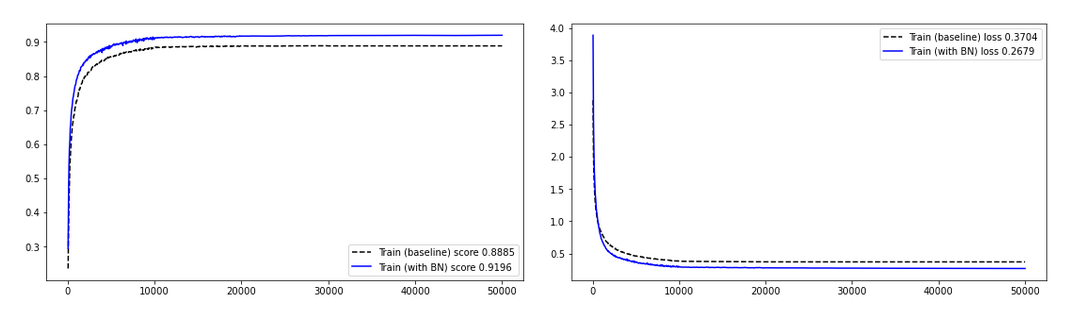 0.9
0.8
0.7
0.6
0.5
0.4
0.3
Train (baseline) score 0.8885
Train (with BN) score 0.9196
0 10000 20000 30000 40000 50000
4.0
3.5
3.0
2.5
2.0
1.5
1.0
0.5
Train (baseline) loss 0.3704
Train (with BN) loss 0.2679
0 10000 20000 30000 40000 50000